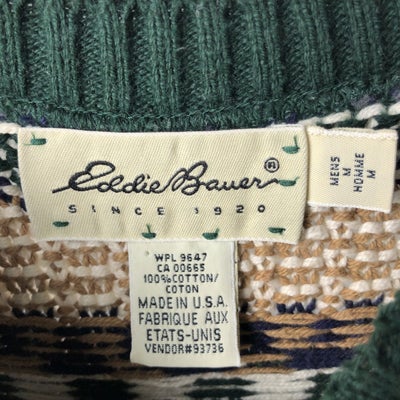 Eddie Bauer®
SINCE 1920
MENS
M
HOMME
M
WPL 9647
CA 00665
100% COTTON/
COTON
MADE IN U.S.A.
FABRIQUE AUX
ETATS-UNIS
VENDOR#93736